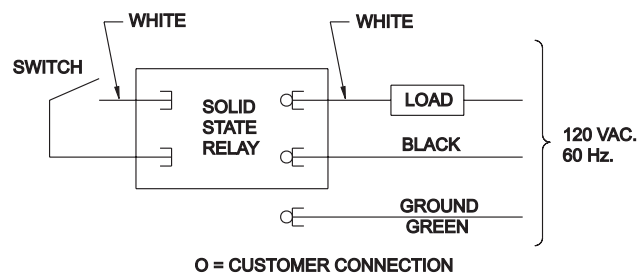 WHITE
WHITE
SWITCH
SOLID
STATE
RELAY
LOAD
BLACK
120 VAC.
60 Hz.
GROUND
GREEN
O = CUSTOMER CONNECTION